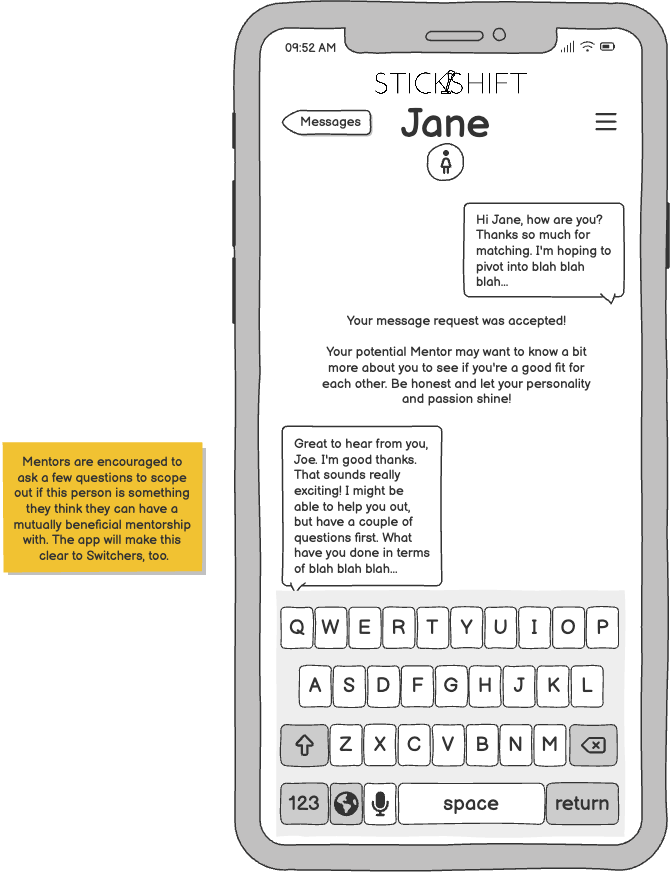 09:52 AM
STICKSHIFT
Messages
Jane
Hi Jane, how are you?
Thanks so much for
matching. I'm hoping to
pivot into blah blah
blah...
Your message request was accepted!
Your potential Mentor may want to know a bit
more about you to see if you're a good fit for
each other. Be honest and let your personality
and passion shine!
Great to hear from you,
Joe. I'm good thanks.
That sounds really
exciting! I might be
able to help you out,
but have a couple of
questions first. What
have you done in terms
of blah blah blah...
Mentors are encouraged to
ask a few questions to scope
out if this person is something
they think they can have a
mutually beneficial mentorship
with. The app will make this
clear to Switchers, too.
Q W E R T Y U I O P
A S D F G H J K L
Z X C V B N M
123 space return